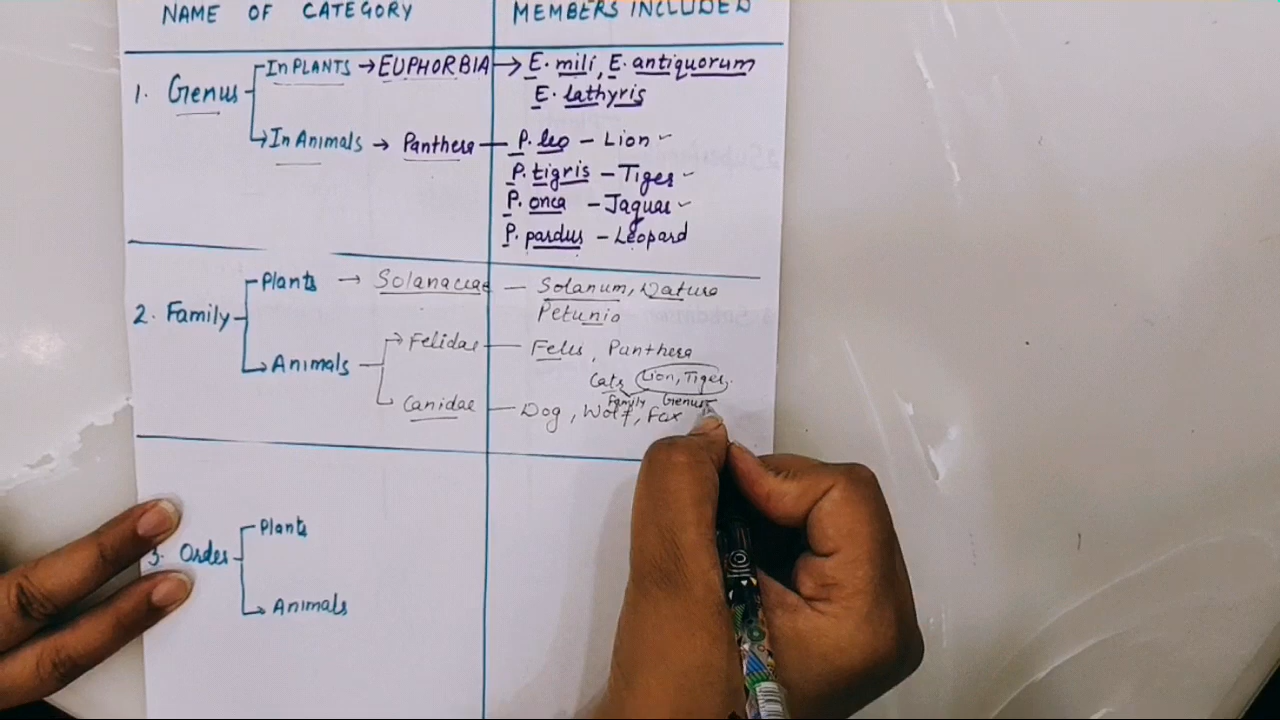 NAME OF CATEGORY MEMBERS INCLUDED
1. Genus In PLANTS → EUPHORBIA → E. mili, E. antiquorum
E. lathyris
In Animals → Panthera — P. leo – Lion
P. tigris – Tiger
P. onca – Jaguar
P. pardus – Leopard
2. Family Plants → Solanaceae — Solanum, Datura
Petunia
Animals → Felidae — Felis, Panthera
Cats Lion, Tiger.
Family Genus
Canidae — Dog, Wolf, Fox
3. Order Plants
Animals